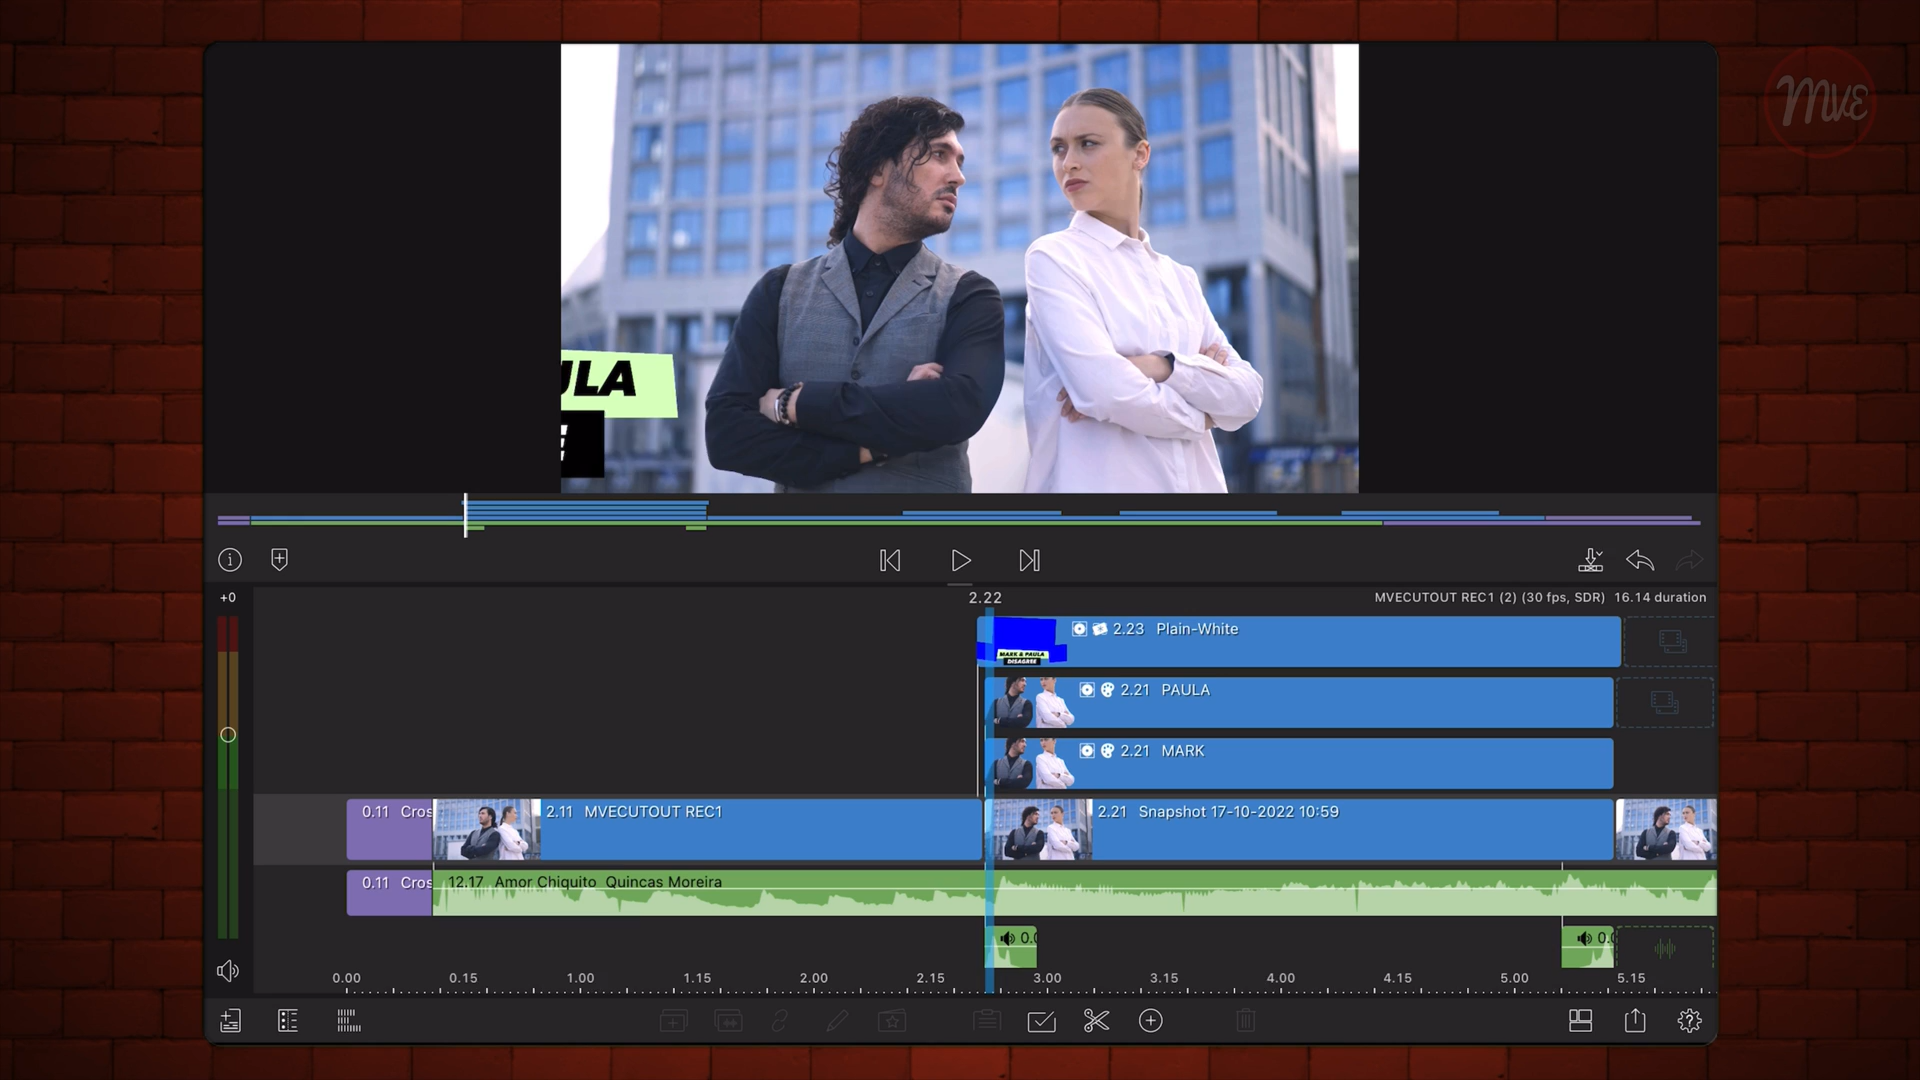 MVE
ULA
E
+0
2.22
MVECUTOUT REC1 (2) (30 fps, SDR) 16.14 duration
2.23 Plain-White
MARK & PAULA
DISAGREE
2.21 PAULA
2.21 MARK
0.11 Cros
2.11 MVECUTOUT REC1
2.21 Snapshot 17-10-2022 10:59
0.11 Cros
12.17 Amor Chiquito Quincas Moreira
0.0
0.0
0.00 0.15 1.00 1.15 2.00 2.15 3.00 3.15 4.00 4.15 5.00 5.15